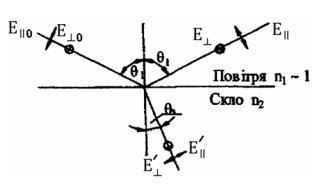 E∥0 E⊥0 E⊥ E∥
θ1 θ1
Повітря n1 ~ 1
Скло n2
θ2
E′⊥ E′∥